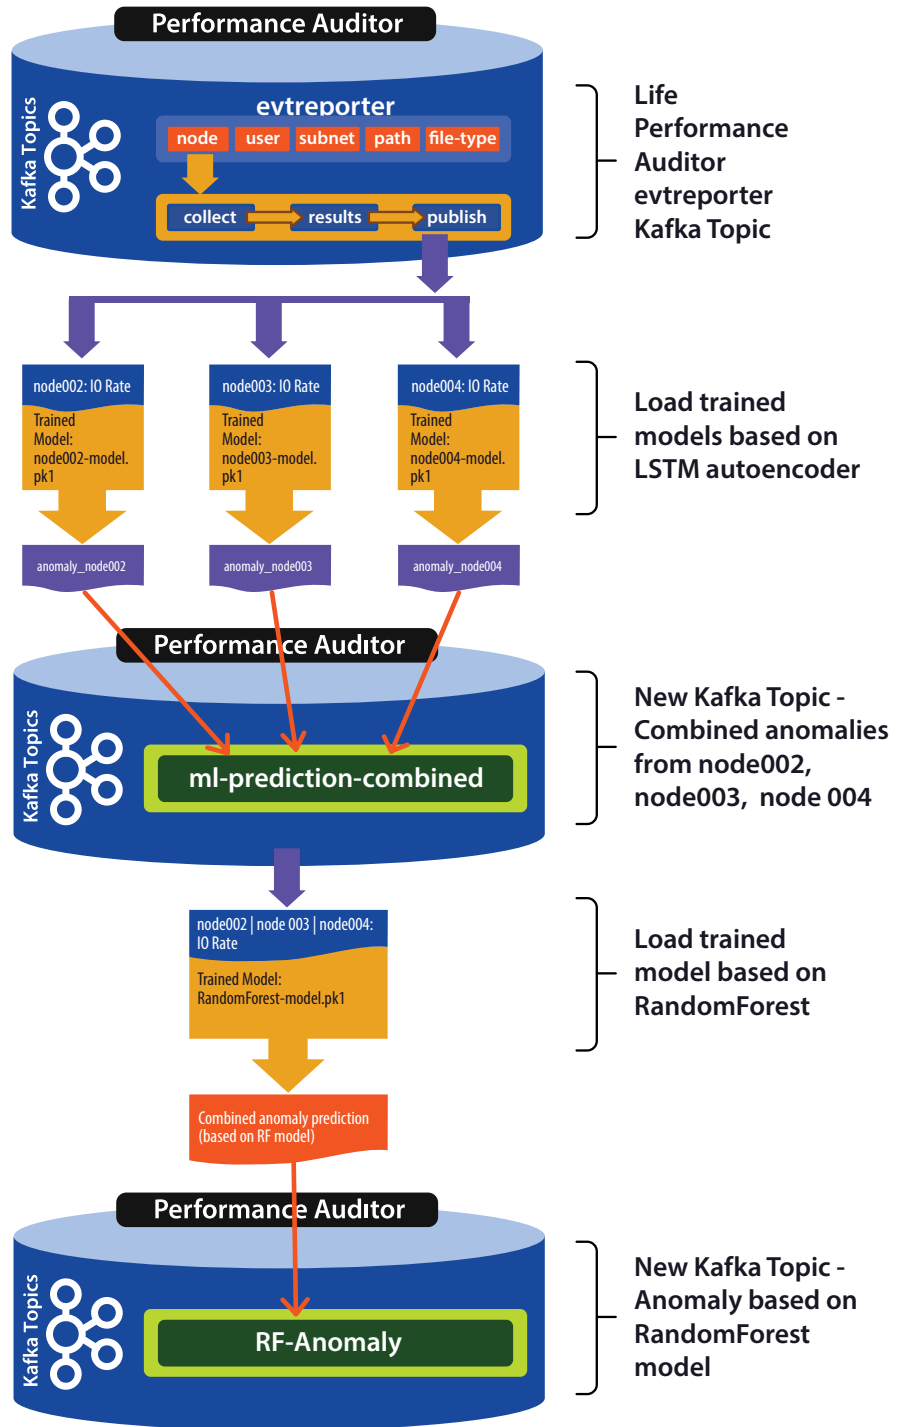 Performance Auditor
Kafka Topics
evtreporter
node user subnet path file-type
collect results publish
Life
Performance
Auditor
evtreporter
Kafka Topic
node002: IO Rate
Trained
Model:
node002-model.
pk1
node003: IO Rate
Trained
Model:
node003-model.
pk1
node004: IO Rate
Trained
Model:
node004-model.
pk1
Load trained
models based on
LSTM autoencoder
anomaly_node002
anomaly_node003
anomaly_node004
Performance Auditor
Kafka Topics
ml-prediction-combined
New Kafka Topic -
Combined anomalies
from node002,
node003, node 004
node002 | node 003 | node004:
IO Rate
Trained Model:
RandomForest-model.pk1
Load trained
model based on
RandomForest
Combined anomaly prediction
(based on RF model)
Performance Auditor
Kafka Topics
RF-Anomaly
New Kafka Topic -
Anomaly based on
RandomForest
model